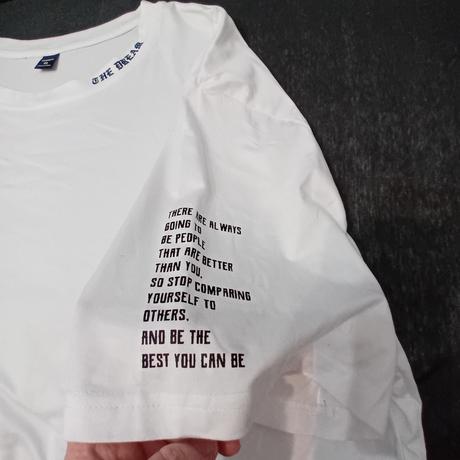 THE DREAM
THERE ARE ALWAYS
GOING TO
BE PEOPLE
THAT ARE BETTER
THAN YOU,
SO STOP COMPARING
YOURSELF TO
OTHERS,
AND BE THE
BEST YOU CAN BE